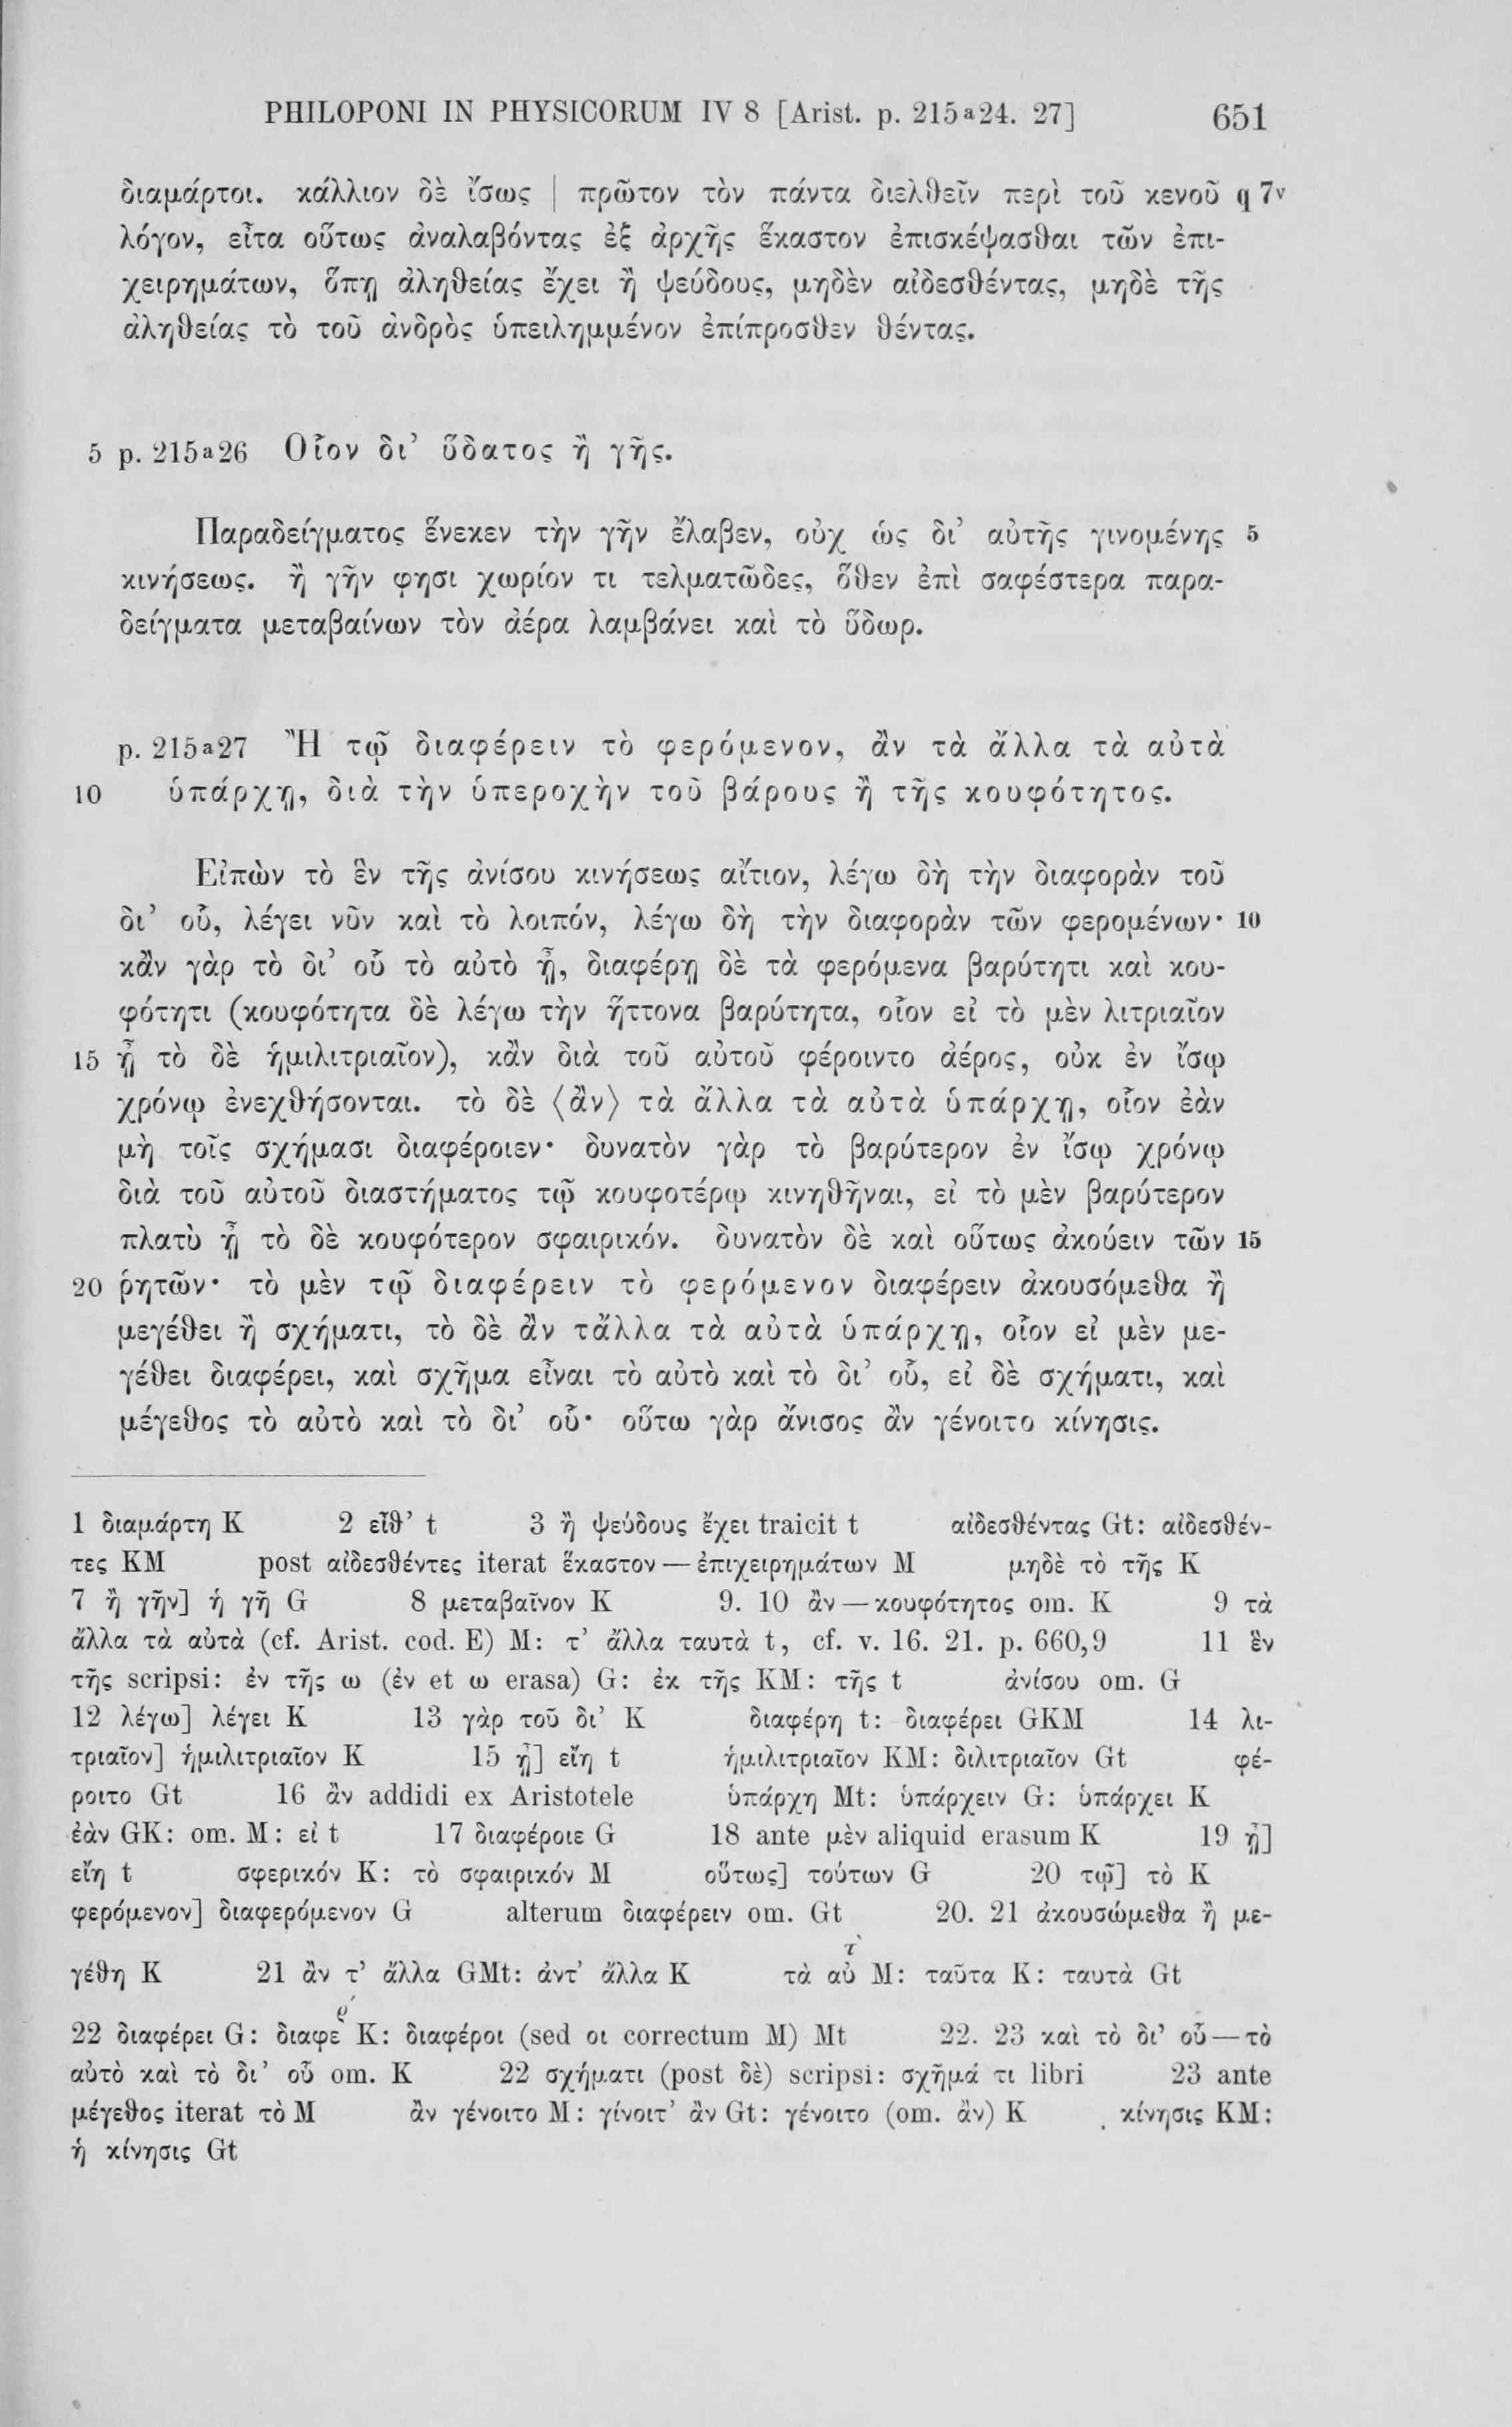 PHILOPONI IN PHYSICORUM IV 8 [Arist. p. 215a24. 27] 651
διαμάρτοι. κάλλιον δὲ ἴσως | πρῶτον τὸν πάντα διελθεῖν περὶ τοῦ κενοῦ q 7v
λόγον, εἶτα οὕτως ἀναλαβόντας ἐξ ἀρχῆς ἕκαστον ἐπισκέψασθαι τῶν ἐπι-
χειρημάτων, ὅπῃ ἀληθείας ἔχει ἢ ψεύδους, μηδὲν αἰδεσθέντας, μηδὲ τῆς
ἀληθείας τὸ τοῦ ἀνδρὸς ὑπειλημμένον ἐπίπροσθεν θέντας.
5 p. 215a26 Οἷον δι’ ὕδατος ἢ γῆς.
Παραδείγματος ἕνεκεν τὴν γῆν ἔλαβεν, οὐχ ὡς δι’ αὐτῆς γινομένης 5
κινήσεως. ἢ γῆν φησι χωρίον τι τελματῶδες, ὅθεν ἐπὶ σαφέστερα παρα-
δείγματα μεταβαίνων τὸν ἀέρα λαμβάνει καὶ τὸ ὕδωρ.
p. 215a27 Ἢ τῷ διαφέρειν τὸ φερόμενον, ἂν τὰ ἄλλα τὰ αὐτὰ
10 ὑπάρχῃ, διὰ τὴν ὑπεροχὴν τοῦ βάρους ἢ τῆς κουφότητος.
Εἰπὼν τὸ ἓν τῆς ἀνίσου κινήσεως αἴτιον, λέγω δὴ τὴν διαφορὰν τοῦ
δι’ οὗ, λέγει νῦν καὶ τὸ λοιπόν, λέγω δὴ τὴν διαφορὰν τῶν φερομένων· 10
κἂν γὰρ τὸ δι’ οὗ τὸ αὐτὸ ᾖ, διαφέρῃ δὲ τὰ φερόμενα βαρύτητι καὶ κου-
φότητι (κουφότητα δὲ λέγω τὴν ἥττονα βαρύτητα, οἷον εἰ τὸ μὲν λιτριαῖον
15 ᾖ τὸ δὲ ἡμιλιτριαῖον), κἂν διὰ τοῦ αὐτοῦ φέροιντο ἀέρος, οὐκ ἐν ἴσῳ
χρόνῳ ἐνεχθήσονται. τὸ δὲ ⟨ἂν⟩ τὰ ἄλλα τὰ αὐτὰ ὑπάρχῃ, οἷον ἐὰν
μὴ τοῖς σχήμασι διαφέροιεν· δυνατὸν γὰρ τὸ βαρύτερον ἐν ἴσῳ χρόνῳ
διὰ τοῦ αὐτοῦ διαστήματος τῷ κουφοτέρῳ κινηθῆναι, εἰ τὸ μὲν βαρύτερον
πλατὺ ᾖ τὸ δὲ κουφότερον σφαιρικόν. δυνατὸν δὲ καὶ οὕτως ἀκούειν τῶν 15
20 ῥητῶν· τὸ μὲν τῷ διαφέρειν τὸ φερόμενον διαφέρειν ἀκουσόμεθα ἢ
μεγέθει ἢ σχήματι, τὸ δὲ ἂν τἄλλα τὰ αὐτὰ ὑπάρχῃ, οἷον εἰ μὲν με-
γέθει διαφέρει, καὶ σχῆμα εἶναι τὸ αὐτὸ καὶ τὸ δι’ οὗ, εἰ δὲ σχήματι, καὶ
μέγεθος τὸ αὐτὸ καὶ τὸ δι’ οὗ· οὕτω γὰρ ἄνισος ἂν γένοιτο κίνησις.
1 διαμάρτη K 2 εἶθ’ t 3 ἢ ψεύδους ἔχει traicit t αἰδεσθέντας Gt: αἰδεσθέν-
τες KM post αἰδεσθέντες iterat ἕκαστον — ἐπιχειρημάτων M μηδὲ τὸ τῆς K
7 ἢ γῆν] ἡ γῆ G 8 μεταβαῖνον K 9. 10 ἂν — κουφότητος om. K 9 τὰ
ἄλλα τὰ αὐτὰ (cf. Arist. cod. E) M: τ’ ἄλλα ταυτὰ t, cf. v. 16. 21. p. 660,9 11 ἓν
τῆς scripsi: ἐν τῆς ω (ἐν et ω erasa) G: ἐκ τῆς KM: τῆς t ἀνίσου om. G
12 λέγω] λέγει K 13 γὰρ τοῦ δι’ K διαφέρη t: διαφέρει GKM 14 λι-
τριαῖον] ἡμιλιτριαῖον K 15 ᾖ] εἴη t ἡμιλιτριαῖον KM: διλιτριαῖον Gt φέ-
ροιτο Gt 16 ἂν addidi ex Aristotele ὑπάρχη Mt: ὑπάρχειν G: ὑπάρχει K
ἐὰν GK: om. M: εἰ t 17 διαφέροιε G 18 ante μὲν aliquid erasum K 19 ᾖ]
εἴη t σφερικόν K: τὸ σφαιρικόν M οὕτως] τούτων G 20 τῷ] τὸ K
φερόμενον] διαφερόμενον G alterum διαφέρειν om. Gt 20. 21 ἀκουσώμεθα ἢ με-
γέθη K 21 ἂν τ’ ἄλλα GMt: ἀντ’ ἄλλα K τὰ αὐτ̀ M: ταῦτα K: ταυτὰ Gt
22 διαφέρει G: διαφερ́ K: διαφέροι (sed οι correctum M) Mt 22. 23 καὶ τὸ δι’ οὗ — τὸ
αὐτὸ καὶ τὸ δι’ οὗ om. K 22 σχήματι (post δὲ) scripsi: σχῆμά τι libri 23 ante
μέγεθος iterat τὸ M ἂν γένοιτο M: γίνοιτ’ ἂν Gt: γένοιτο (om. ἂν) K κίνησις KM:
ἡ κίνησις Gt